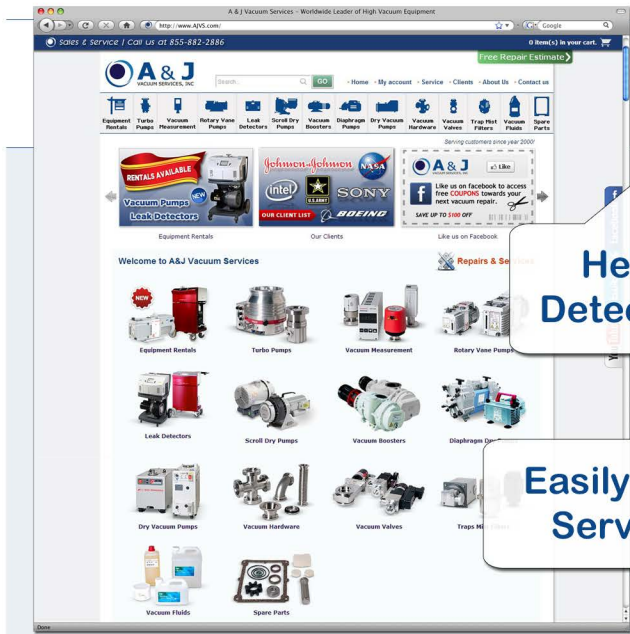 A & J Vacuum Services - Worldwide Leader of High Vacuum Equipment
http://www.AJVS.com/
Google
Sales & Service / Call us at 855-882-2886
0 item(s) in your cart.
Free Repair Estimate
A & J
VACUUM SERVICES, INC
Search
GO
Home
My account
Service
Clients
About Us
Contact us
Equipment Rentals
Turbo Pumps
Vacuum Measurement
Rotary Vane Pumps
Leak Detectors
Scroll Dry Pumps
Vacuum Boosters
Diaphragm Pumps
Dry Vacuum Pumps
Vacuum Hardware
Vacuum Valves
Trap Mist Filters
Vacuum Fluids
Spare Parts
Serving customers since year 2000!
RENTALS AVAILABLE
NEW
Vacuum Pumps
Leak Detectors
Johnson & Johnson
NASA
intel
U.S. ARMY
SONY
OUR CLIENT LIST
BOEING
A & J
VACUUM SERVICES, INC
Like
Like us on facebook to access
free COUPONS towards your
next vacuum repair.
SAVE UP TO $100 OFF
Equipment Rentals
Our Clients
Like us on Facebook
Welcome to A&J Vacuum Services
Repairs & Se
He
Detec
NEW
Equipment Rentals
Turbo Pumps
Vacuum Measurement
Rotary Vane Pumps
You
Leak Detectors
Scroll Dry Pumps
Vacuum Boosters
Diaphragm Dry
Easily
Serv
Dry Vacuum Pumps
Vacuum Hardware
Vacuum Valves
Traps Mist Filters
Vacuum Fluids
Spare Parts
Done